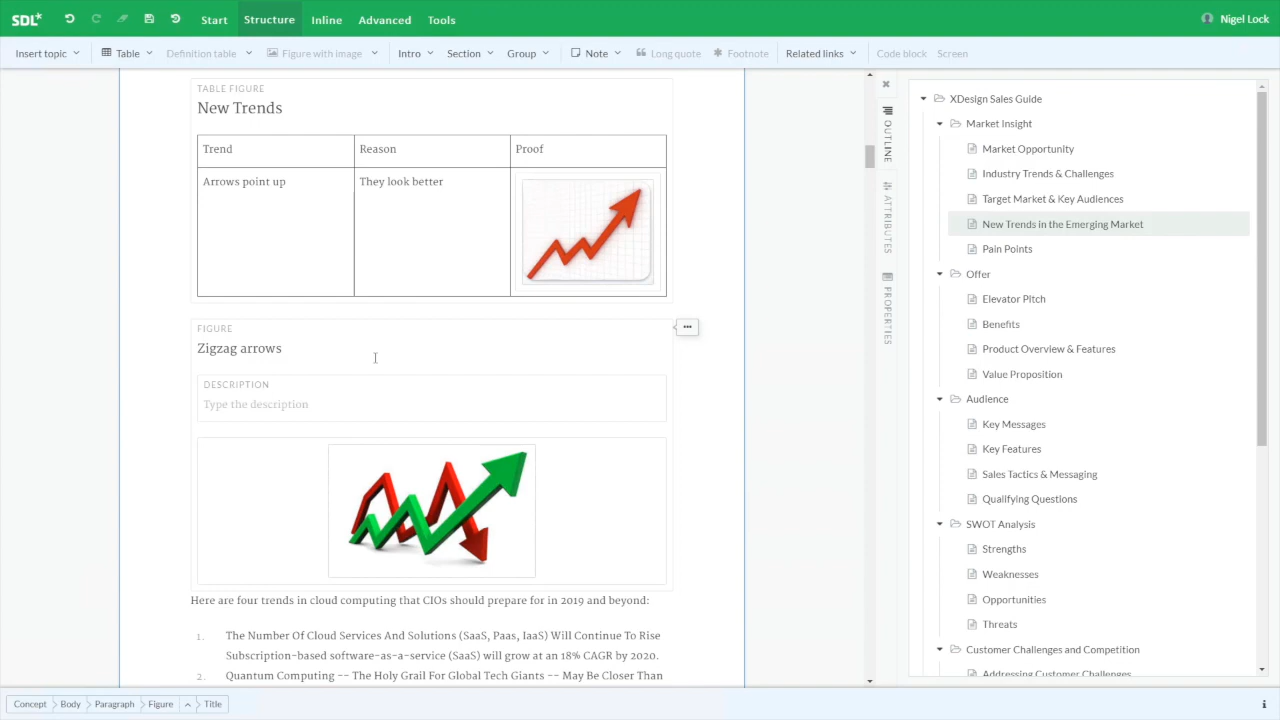 SDL* Start Structure Inline Advanced Tools Nigel Lock
Insert topic Table Definition table Figure with image Intro Section Group Note Long quote Footnote Related links Code block Screen
TABLE FIGURE
New Trends
Trend Reason Proof
Arrows point up They look better
FIGURE
Zigzag arrows
DESCRIPTION
Type the description
Here are four trends in cloud computing that CIOs should prepare for in 2019 and beyond:
1. The Number Of Cloud Services And Solutions (SaaS, Paas, IaaS) Will Continue To Rise
Subscription-based software-as-a-service (SaaS) will grow at an 18% CAGR by 2020.
2. Quantum Computing -- The Holy Grail For Global Tech Giants -- May Be Closer Than
OUTLINE
ATTRIBUTES
PROPERTIES
XDesign Sales Guide
Market Insight
Market Opportunity
Industry Trends & Challenges
Target Market & Key Audiences
New Trends in the Emerging Market
Pain Points
Offer
Elevator Pitch
Benefits
Product Overview & Features
Value Proposition
Audience
Key Messages
Key Features
Sales Tactics & Messaging
Qualifying Questions
SWOT Analysis
Strengths
Weaknesses
Opportunities
Threats
Customer Challenges and Competition
Addressing Customer Challenges
Concept Body Paragraph Figure Title